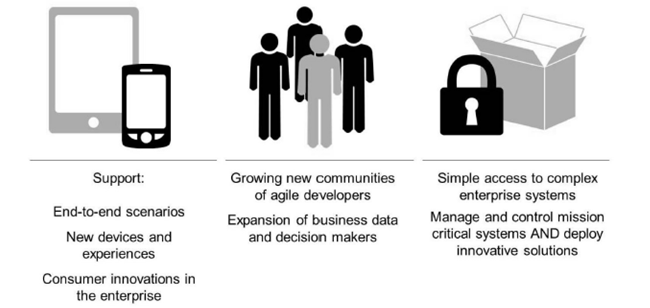 Support:
End-to-end scenarios
New devices and
experiences
Consumer innovations in
the enterprise
Growing new communities
of agile developers
Expansion of business data
and decision makers
Simple access to complex
enterprise systems
Manage and control mission
critical systems AND deploy
innovative solutions